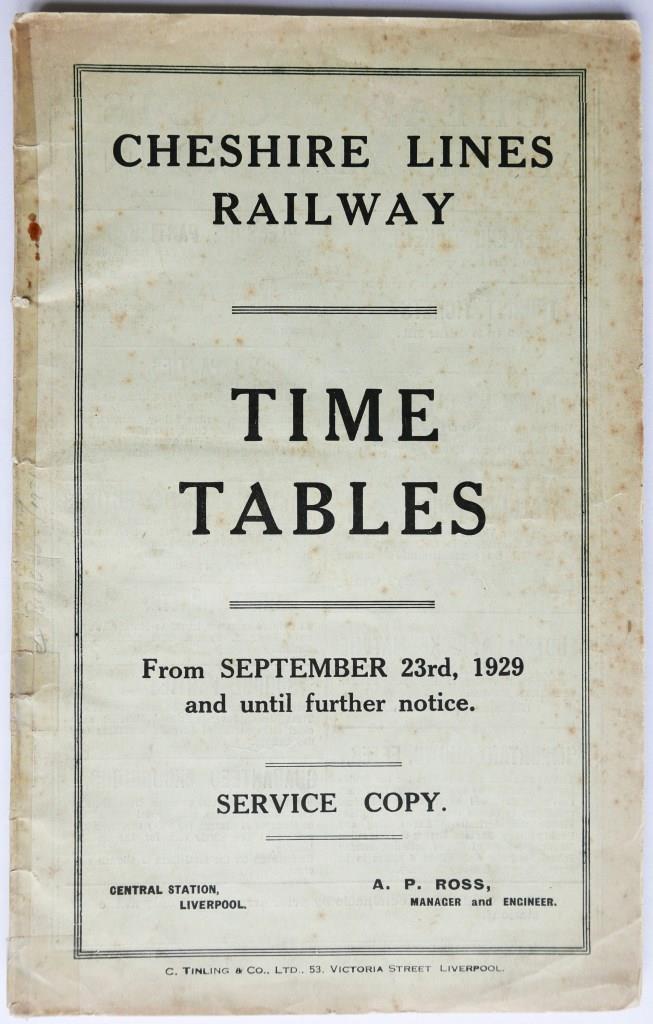 CHESHIRE LINES
RAILWAY
TIME
TABLES
From SEPTEMBER 23rd, 1929
and until further notice.
SERVICE COPY.
CENTRAL STATION,
LIVERPOOL.
A. P. ROSS,
MANAGER and ENGINEER.
C. TINLING & CO., LTD., 53, VICTORIA STREET LIVERPOOL.